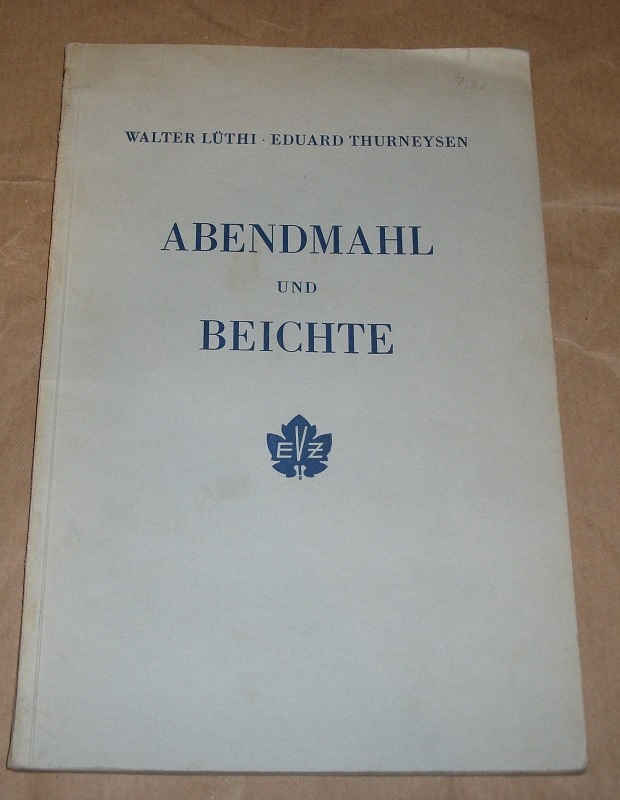 WALTER LÜTHI · EDUARD THURNEYSEN
ABENDMAHL
UND
BEICHTE
EVZ